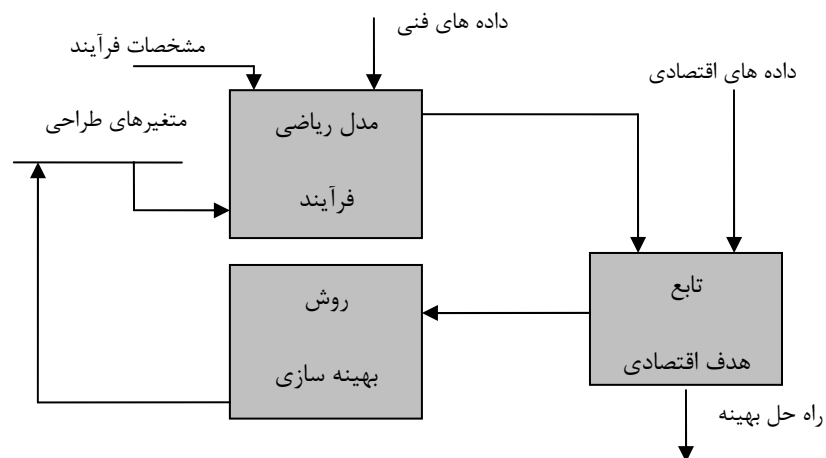 داده های فنی
مشخصات فرآیند
داده های اقتصادی
متغیرهای طراحی
مدل ریاضی
فرآیند
تابع
هدف اقتصادی
روش
بهینه سازی
راه حل بهینه